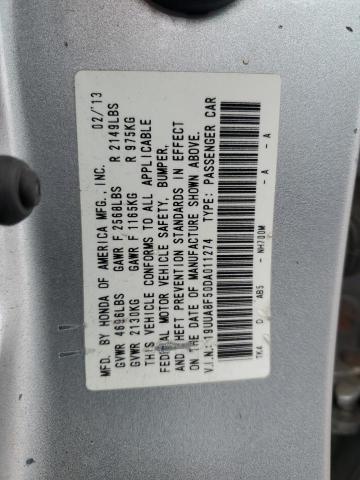 MFD. BY HONDA OF AMERICA MFG., INC. 02/13
GVWR 4696LBS GAWR F 2568LBS R 2149LBS
GVWR 2130KG GAWR F 1165KG R 975KG
THIS VEHICLE CONFORMS TO ALL APPLICABLE
FEDERAL MOTOR VEHICLE SAFETY, BUMPER,
AND THEFT PREVENTION STANDARDS IN EFFECT
ON THE DATE OF MANUFACTURE SHOWN ABOVE.
V.I.N.: 19UUA8F50DA011274 TYPE: PASSENGER CAR
TK4 D AB5 NH700M - A - A